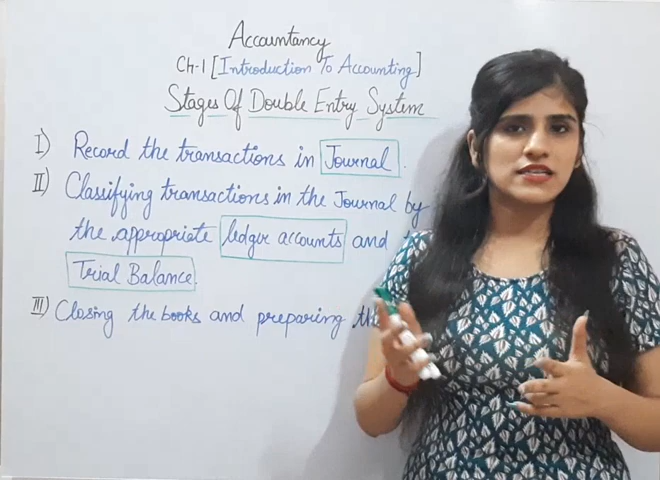 Accountancy
Ch-1 [Introduction To Accounting]
Stages Of Double Entry System
I) Record the transactions in Journal.
II) Classifying transactions in the Journal by
the appropriate ledger accounts and
Trial Balance.
III) Closing the books and preparing